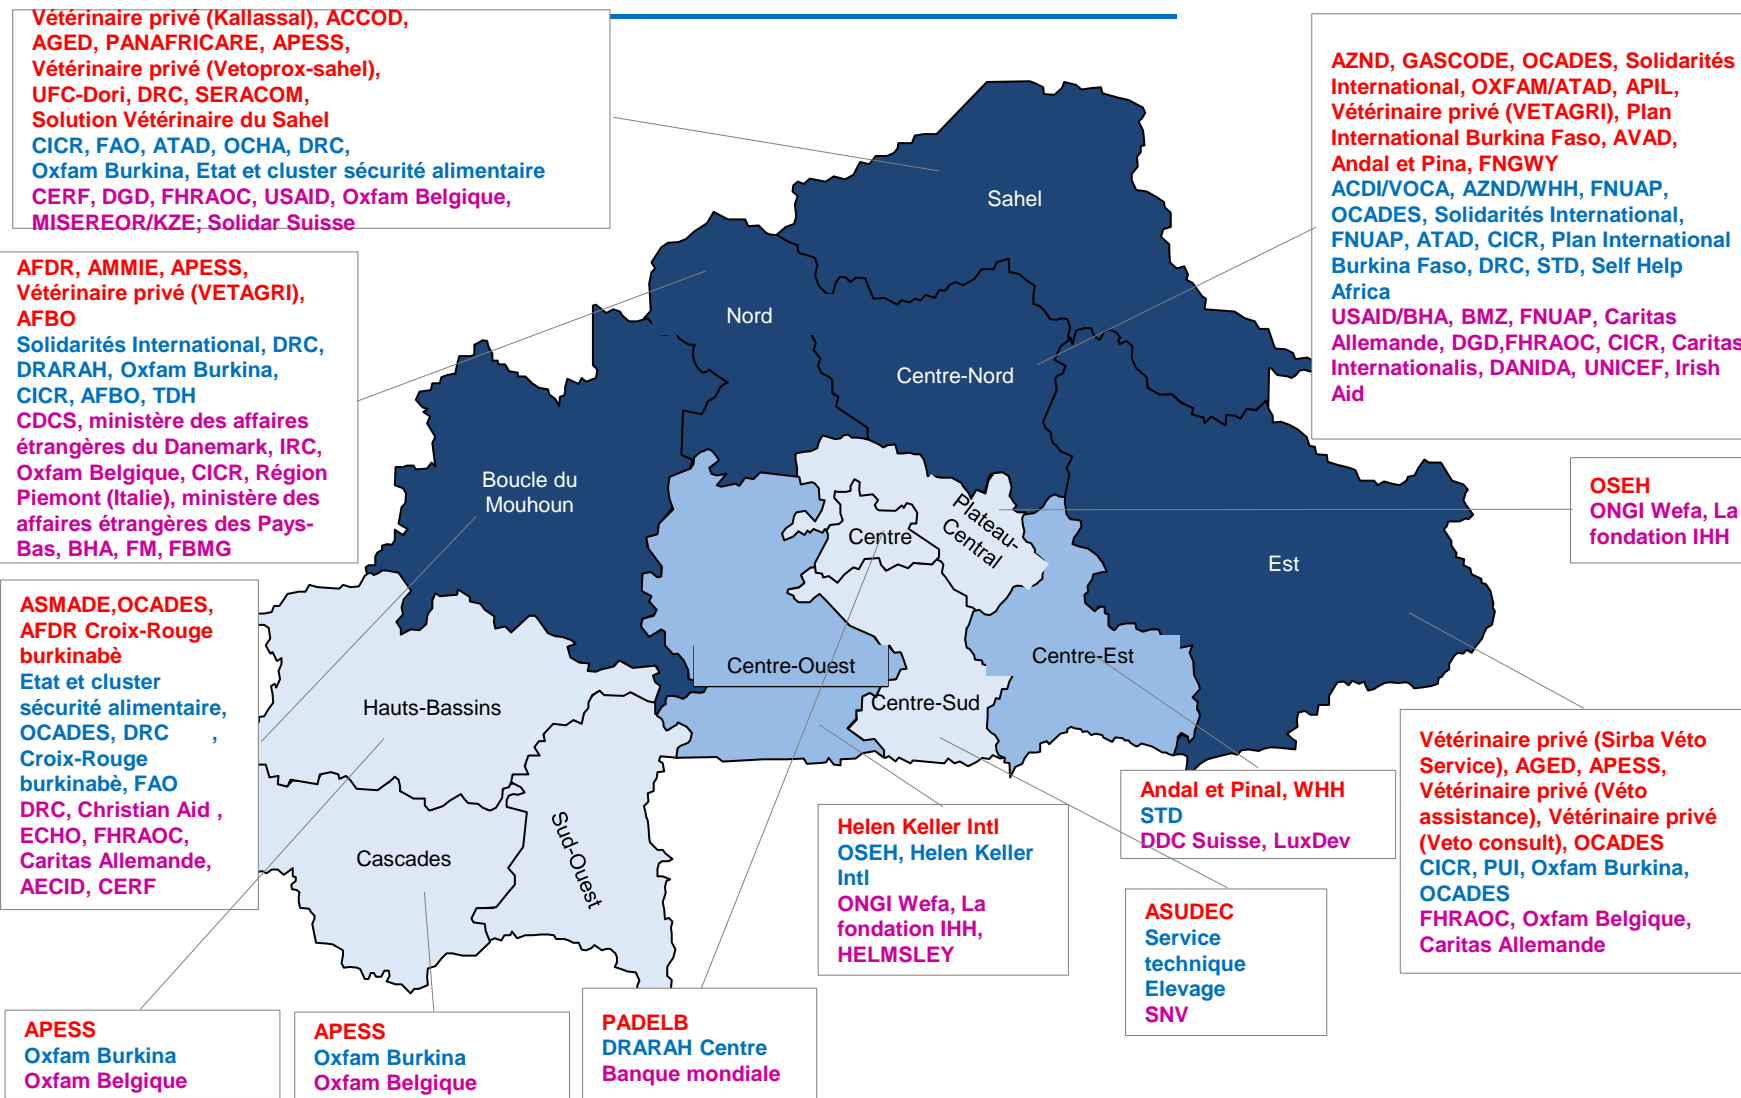 Vétérinaire privé (Kallassal), ACCOD,
AGED, PANAFRICARE, APESS,
Vétérinaire privé (Vetoprox-sahel),
UFC-Dori, DRC, SERACOM,
Solution Vétérinaire du Sahel
CICR, FAO, ATAD, OCHA, DRC,
Oxfam Burkina, Etat et cluster sécurité alimentaire
CERF, DGD, FHRAOC, USAID, Oxfam Belgique,
MISEREOR/KZE; Solidar Suisse
AZND, GASCODE, OCADES, Solidarités
International, OXFAM/ATAD, APIL,
Vétérinaire privé (VETAGRI), Plan
International Burkina Faso, AVAD,
Andal et Pina, FNGWY
ACDI/VOCA, AZND/WHH, FNUAP,
OCADES, Solidarités International,
FNUAP, ATAD, CICR, Plan International
Burkina Faso, DRC, STD, Self Help
Africa
USAID/BHA, BMZ, FNUAP, Caritas
Allemande, DGD,FHRAOC, CICR, Caritas
Internationalis, DANIDA, UNICEF, Irish
Aid
AFDR, AMMIE, APESS,
Vétérinaire privé (VETAGRI),
AFBO
Solidarités International, DRC,
DRARAH, Oxfam Burkina,
CICR, AFBO, TDH
CDCS, ministère des affaires
étrangères du Danemark, IRC,
Oxfam Belgique, CICR, Région
Piemont (Italie), ministère des
affaires étrangères des Pays-
Bas, BHA, FM, FBMG
Sahel
Nord
Centre-Nord
Boucle du
Mouhoun
Plateau-
Central
Centre
Est
Centre-Ouest
Centre-Est
Centre-Sud
Hauts-Bassins
Cascades
Sud-Ouest
OSEH
ONGI Wefa, La
fondation IHH
ASMADE,OCADES,
AFDR Croix-Rouge
burkinabè
Etat et cluster
sécurité alimentaire,
OCADES, DRC ,
Croix-Rouge
burkinabè, FAO
DRC, Christian Aid ,
ECHO, FHRAOC,
Caritas Allemande,
AECID, CERF
Vétérinaire privé (Sirba Véto
Service), AGED, APESS,
Vétérinaire privé (Véto
assistance), Vétérinaire privé
(Veto consult), OCADES
CICR, PUI, Oxfam Burkina,
OCADES
FHRAOC, Oxfam Belgique,
Caritas Allemande
Andal et Pinal, WHH
STD
DDC Suisse, LuxDev
Helen Keller Intl
OSEH, Helen Keller
Intl
ONGI Wefa, La
fondation IHH,
HELMSLEY
ASUDEC
Service
technique
Elevage
SNV
APESS
Oxfam Burkina
Oxfam Belgique
APESS
Oxfam Burkina
Oxfam Belgique
PADELB
DRARAH Centre
Banque mondiale